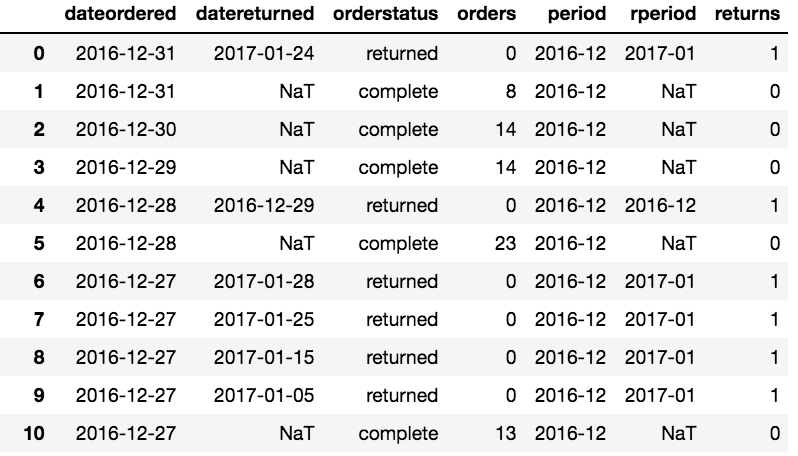 dateordered datereturned orderstatus orders period rperiod returns
0 2016-12-31 2017-01-24 returned 0 2016-12 2017-01 1
1 2016-12-31 NaT complete 8 2016-12 NaT 0
2 2016-12-30 NaT complete 14 2016-12 NaT 0
3 2016-12-29 NaT complete 14 2016-12 NaT 0
4 2016-12-28 2016-12-29 returned 0 2016-12 2016-12 1
5 2016-12-28 NaT complete 23 2016-12 NaT 0
6 2016-12-27 2017-01-28 returned 0 2016-12 2017-01 1
7 2016-12-27 2017-01-25 returned 0 2016-12 2017-01 1
8 2016-12-27 2017-01-15 returned 0 2016-12 2017-01 1
9 2016-12-27 2017-01-05 returned 0 2016-12 2017-01 1
10 2016-12-27 NaT complete 13 2016-12 NaT 0